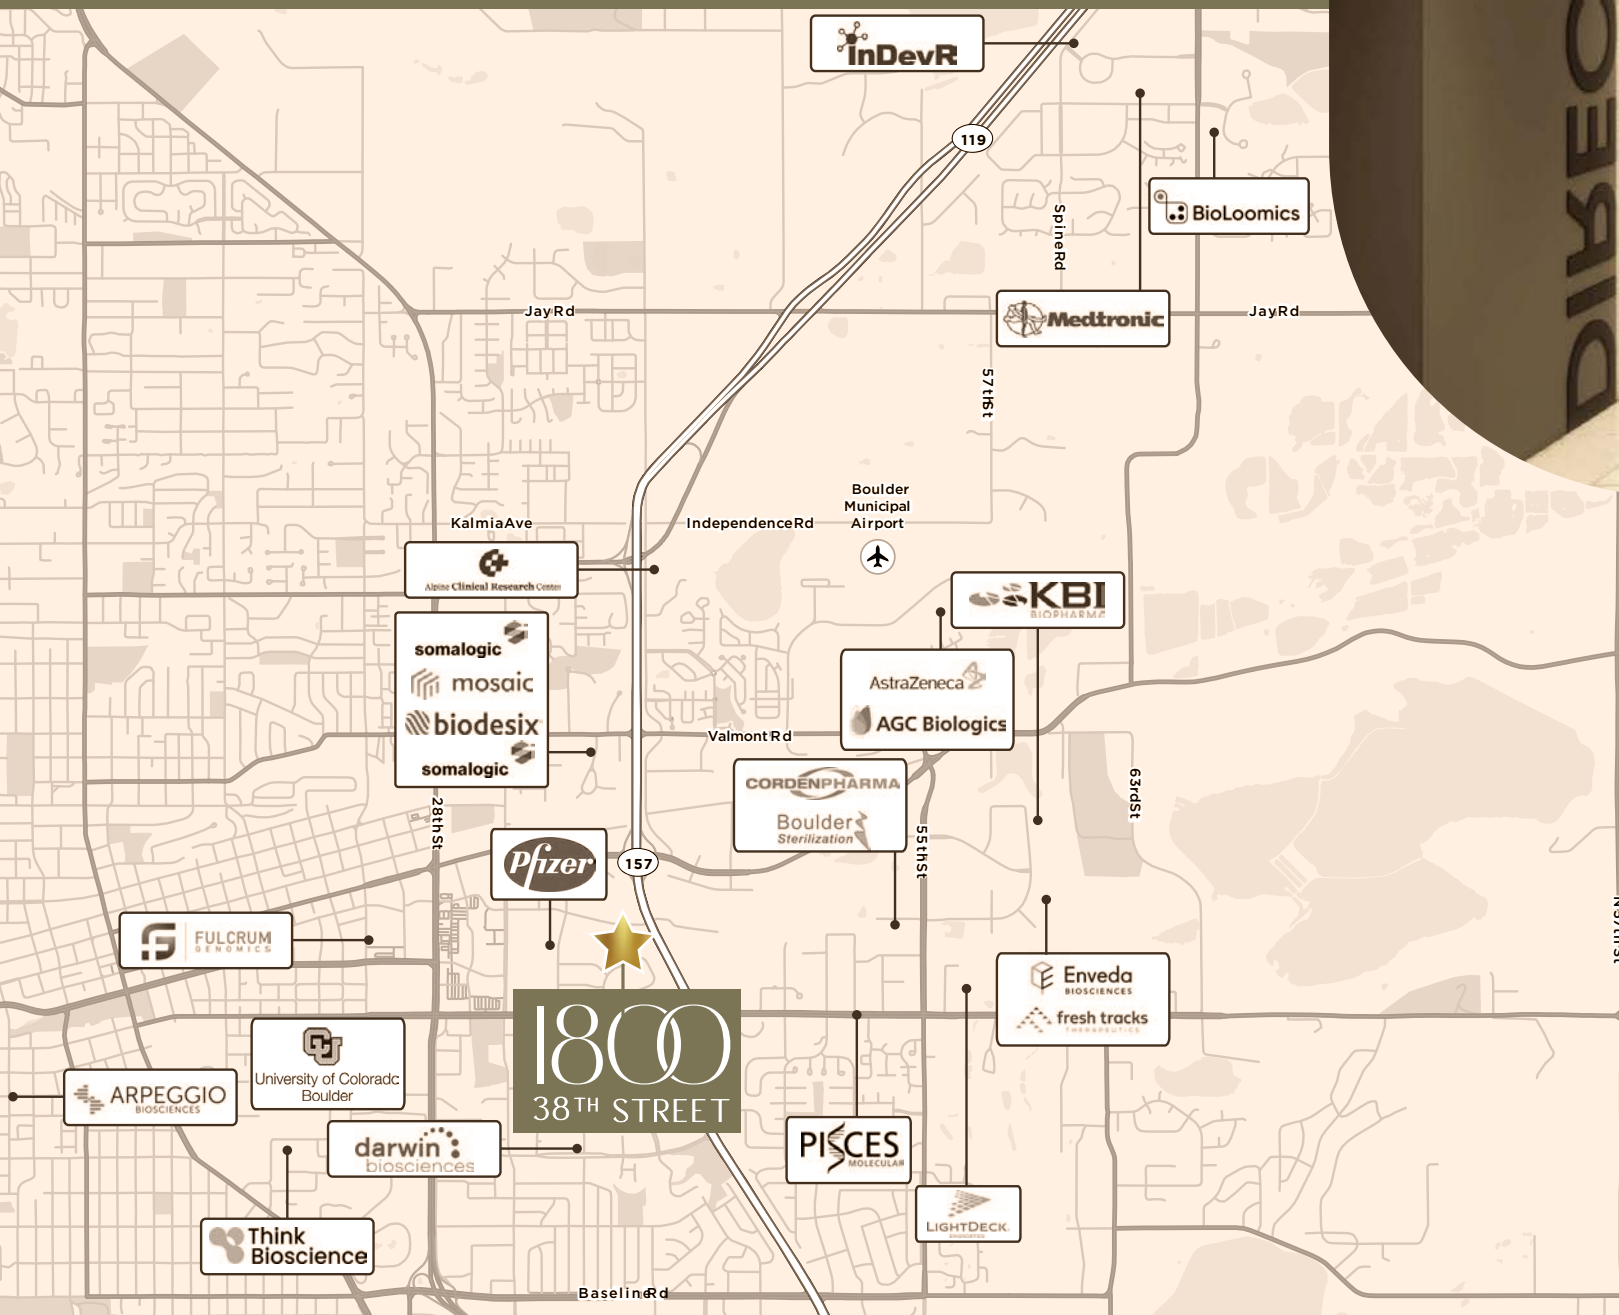 InDevR
119
BioLoomics
Spine Rd
Jay Rd
Medtronic
Jay Rd
57th St
DIREC
Boulder
Municipal
Airport
Kalmia Ave
Independence Rd
Alpine Clinical Research Center
KBI
BIOPHARMA
somalogic
mosaic
biodesix
somalogic
AstraZeneca
AGC Biologics
Valmont Rd
CORDENPHARMA
Boulder
Sterilization
28th St
55th St
63rd St
Pfizer
157
FULCRUM
GENOMICS
Enveda
BIOSCIENCES
fresh tracks
THERAPEUTICS
1800
38TH STREET
University of Colorado
Boulder
ARPEGGIO
BIOSCIENCES
darwin
biosciences
PISCES
MOLECULAR
LIGHTDECK
Think
Bioscience
Baseline Rd